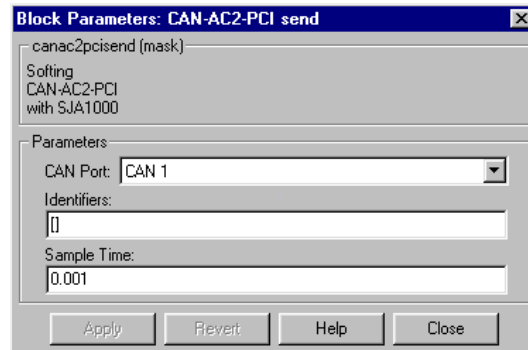 Block Parameters: CAN-AC2-PCI send
canac2pcisend (mask)
Softing
CAN-AC2-PCI
with SJA1000
Parameters
CAN Port: CAN 1
Identifiers:
[]
Sample Time:
0.001
Apply Revert Help Close